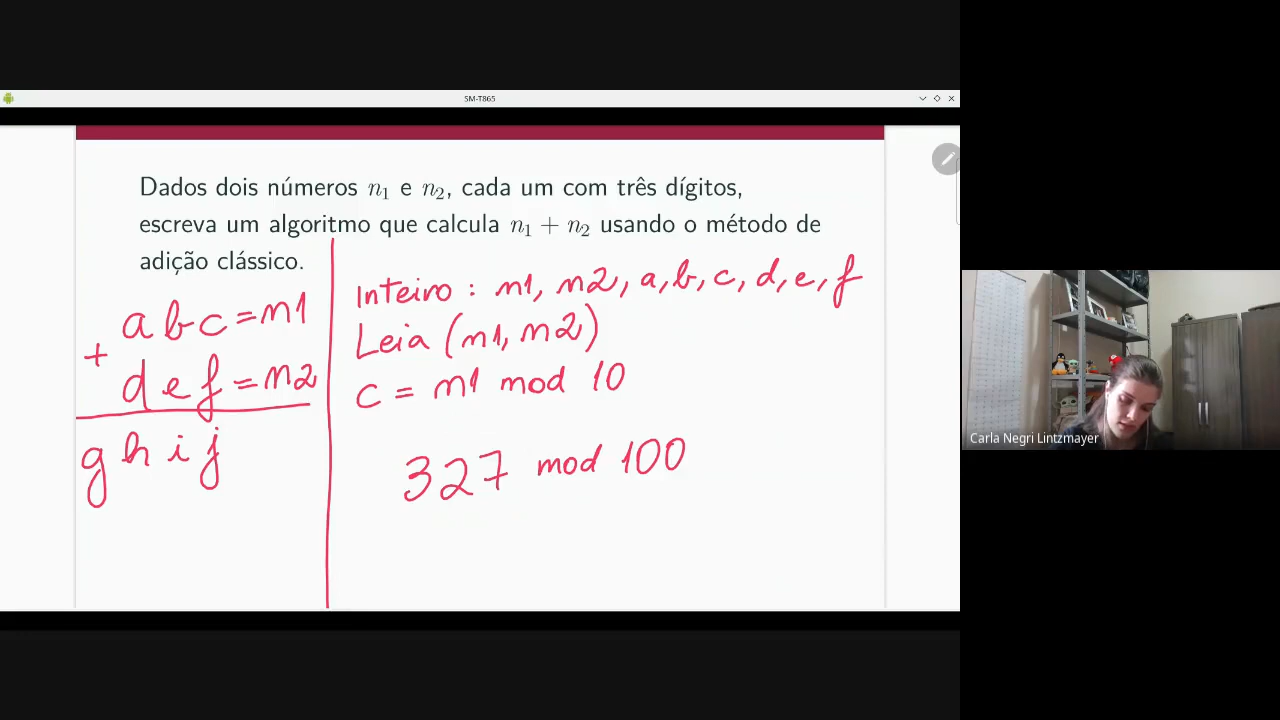 SM-T865
Dados dois números n₁ e n₂, cada um com três dígitos,
escreva um algoritmo que calcula n₁ + n₂ usando o método de
adição clássico.
a b c = n1
+
d e f = n2
g h i j
Inteiro : n1, n2, a, b, c, d, e, f
Leia (n1, n2)
c = n1 mod 10
327 mod 100
Carla Negri Lintzmayer